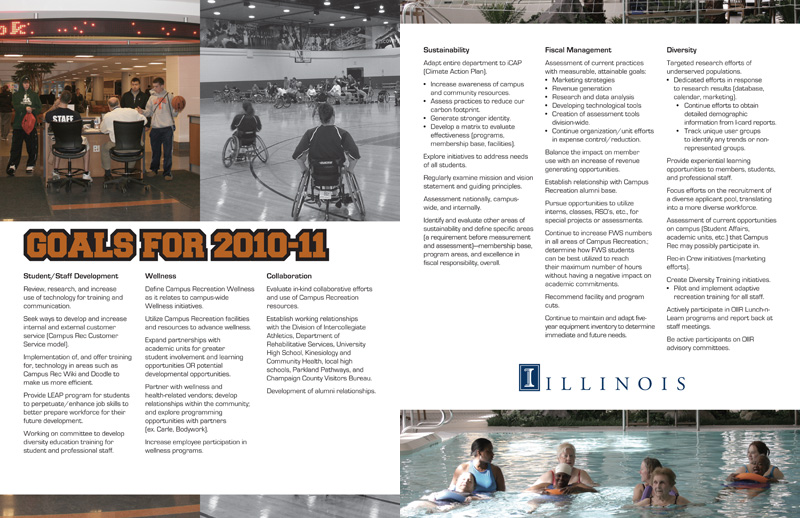 STAFF
GOALS FOR 2010-11
Student/Staff Development
Review, research, and increase
use of technology for training and
communication.
Seek ways to develop and increase
internal and external customer
service (Campus Rec Customer
Service model).
Implementation of, and offer training
for, technology in areas such as
Campus Rec Wiki and Doodle to
make us more efficient.
Provide LEAP program for students
to perpetuate/enhance job skills to
better prepare workforce for their
future development.
Working on committee to develop
diversity education training for
student and professional staff.
Wellness
Define Campus Recreation Wellness
as it relates to campus-wide
Wellness initiatives.
Utilize Campus Recreation facilities
and resources to advance wellness.
Expand partnerships with
academic units for greater
student involvement and learning
opportunities OR potential
developmental opportunities.
Partner with wellness and
health-related vendors; develop
relationships within the community;
and explore programming
opportunities with partners
(ex. Carle, Bodywork).
Increase employee participation in
wellness programs.
Collaboration
Evaluate in-kind collaborative efforts
and use of Campus Recreation
resources.
Establish working relationships
with the Division of Intercollegiate
Athletics, Department of
Rehabilitative Services, University
High School, Kinesiology and
Community Health, local high
schools, Parkland Pathways, and
Champaign County Visitors Bureau.
Development of alumni relationships.
Sustainability
Adapt entire department to iCAP
(Climate Action Plan).
• Increase awareness of campus
and community resources.
• Assess practices to reduce our
carbon footprint.
• Generate stronger identity.
• Develop a matrix to evaluate
effectiveness (programs,
membership base, facilities).
Explore initiatives to address needs
of all students.
Regularly examine mission and vision
statement and guiding principles.
Assessment nationally, campus-
wide, and internally.
Identify and evaluate other areas of
sustainability and define specific areas
(a requirement before measurement
and assessment)—membership base,
program areas, and excellence in
fiscal responsibility, overall.
Fiscal Management
Assessment of current practices
with measureable, attainable goals:
• Marketing strategies
• Revenue generation
• Research and data analysis
• Developing technological tools
• Creation of assessment tools
division-wide.
• Continue organization/unit efforts
in expense control/reduction.
Balance the impact on member
use with an increase of revenue
generating opportunities.
Establish relationship with Campus
Recreation alumni base.
Pursue opportunities to utilize
interns, classes, RSO's, etc., for
special projects or assessments.
Continue to increase FWS numbers
in all areas of Campus Recreation.;
determine how FWS students
can be best utilized to reach
their maximum number of hours
without having a negative impact on
academic commitments.
Recommend facility and program
cuts.
Continue to maintain and adapt five-
year equipment inventory to determine
immediate and future needs.
Diversity
Targeted research efforts of
underserved populations.
• Dedicated efforts in response
to research results (database,
calendar, marketing).
• Continue efforts to obtain
detailed demographic
information from I-card reports.
• Track unique user groups
to identify any trends or non-
represented groups.
Provide experiential learning
opportunities to members, students,
and professional staff.
Focus efforts on the recruitment of
a diverse applicant pool, translating
into a more diverse workforce.
Assessment of current opportunities
on campus (Student Affairs,
academic units, etc.) that Campus
Rec may possibly participate in.
Rec-in Crew initiatives (marketing
efforts).
Create Diversity Training initiatives.
• Pilot and implement adaptive
recreation training for all staff.
Actively participate in OIIR Lunch-n-
Learn programs and report back at
staff meetings.
Be active participants on OIIR
advisory committees.
I ILLINOIS